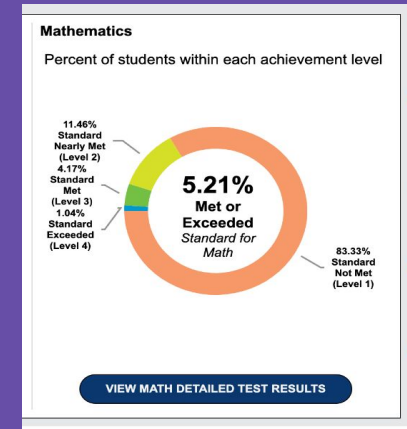 Mathematics
Percent of students within each achievement level
11.46%
Standard
Nearly Met
(Level 2)
4.17%
Standard
Met
(Level 3)
1.04%
Standard
Exceeded
(Level 4)
5.21%
Met or
Exceeded
Standard for
Math
83.33%
Standard
Not Met
(Level 1)
VIEW MATH DETAILED TEST RESULTS